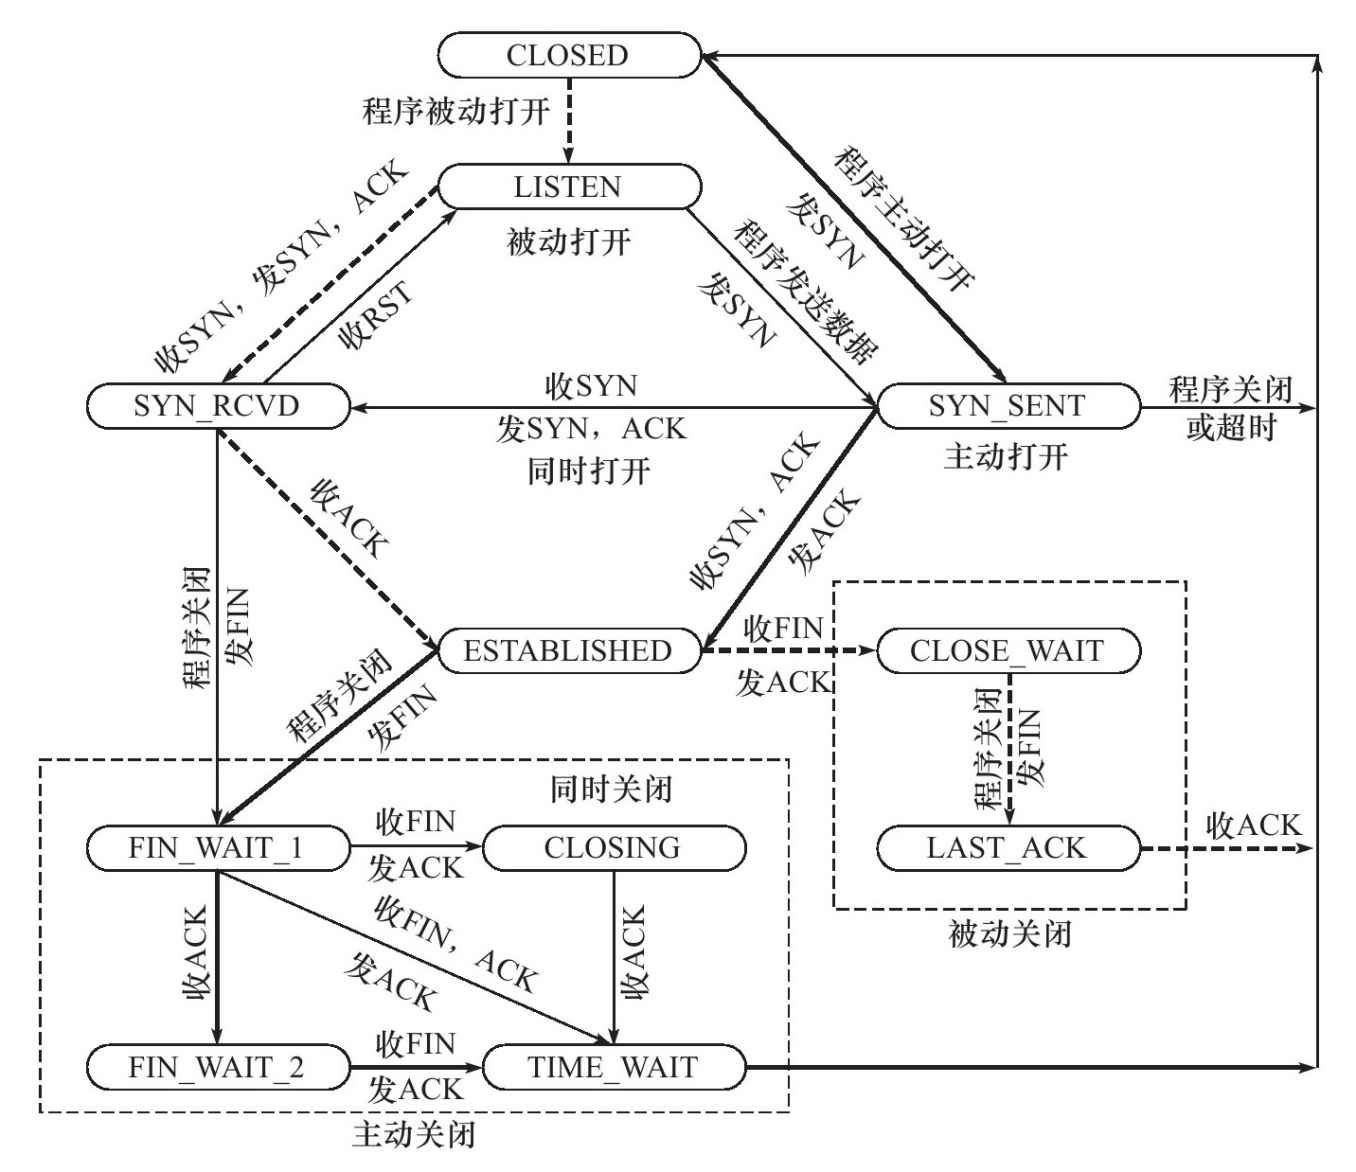 CLOSED
程序被动打开
LISTEN
被动打开
收SYN，发SYN，ACK
收RST
程序发送数据
发SYN
程序主动打开
发SYN
SYN_RCVD
收SYN
发SYN，ACK
同时打开
SYN_SENT
主动打开
程序关闭
或超时
收ACK
收SYN，ACK
发ACK
程序关闭
发FIN
ESTABLISHED
收FIN
发ACK
CLOSE_WAIT
程序关闭
发FIN
程序关闭
发FIN
同时关闭
FIN_WAIT_1
收FIN
发ACK
CLOSING
LAST_ACK
收ACK
被动关闭
收ACK
收FIN，ACK
发ACK
收ACK
FIN_WAIT_2
收FIN
发ACK
TIME_WAIT
主动关闭